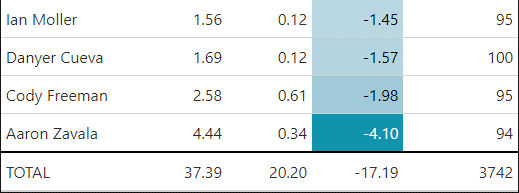 Ian Moller 1.56 0.12 -1.45 95
Danyer Cueva 1.69 0.12 -1.57 100
Cody Freeman 2.58 0.61 -1.98 95
Aaron Zavala 4.44 0.34 -4.10 94
TOTAL 37.39 20.20 -17.19 3742